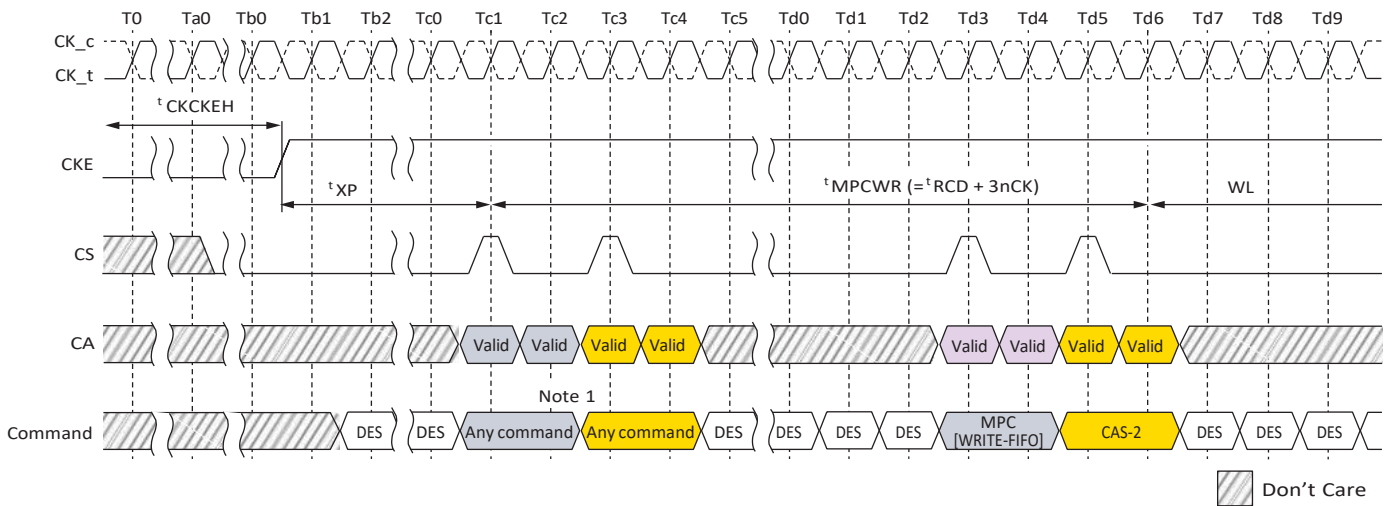 T0 Ta0 Tb0 Tb1 Tb2 Tc0 Tc1 Tc2 Tc3 Tc4 Tc5 Td0 Td1 Td2 Td3 Td4 Td5 Td6 Td7 Td8 Td9
CK_c
CK_t
tCKCKEH
CKE
tXP
tMPCWR (= tRCD + 3nCK)
WL
CS
CA Valid Valid Valid Valid Valid Valid Valid Valid
Note 1
Command DES DES Any command Any command DES DES DES DES MPC [WRITE-FIFO] CAS-2 DES DES DES
Don't Care